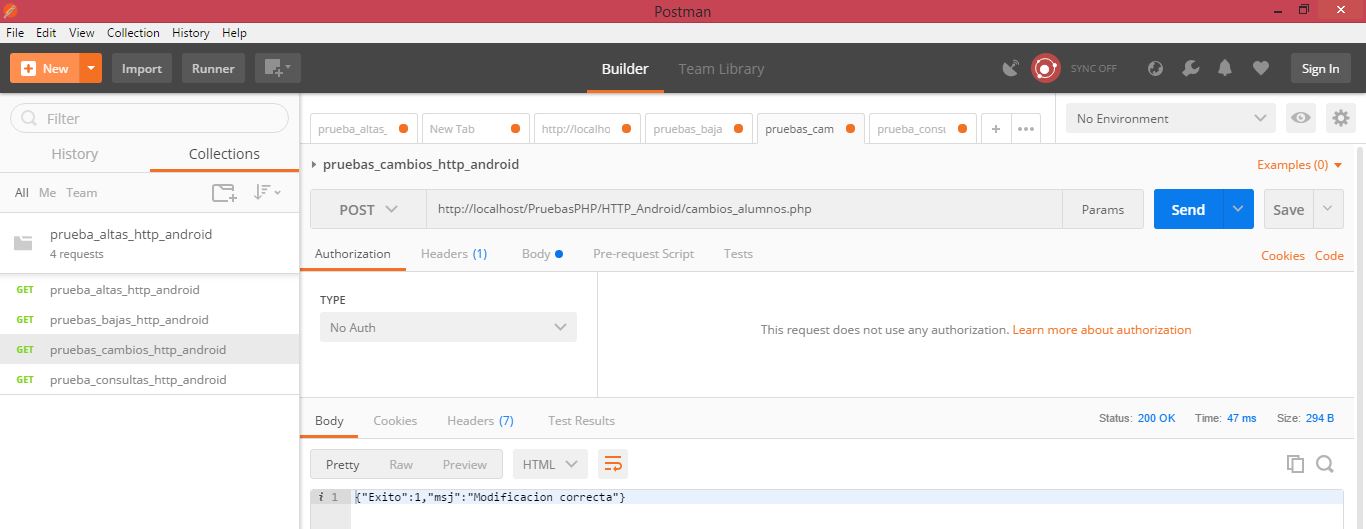 Postman
File Edit View Collection History Help
New Import Runner Builder Team Library SYNC OFF Sign In
Filter
History Collections
All Me Team
prueba_altas_http_android
4 requests
GET prueba_altas_http_android
GET pruebas_bajas_http_android
GET pruebas_cambios_http_android
GET prueba_consultas_http_android
prueba_altas_ New Tab http://localho pruebas_baja pruebas_cam prueba_consu + ••• No Environment
pruebas_cambios_http_android Examples (0)
POST http://localhost/PruebasPHP/HTTP_Android/cambios_alumnos.php Params Send Save
Authorization Headers (1) Body Pre-request Script Tests Cookies Code
TYPE
No Auth
This request does not use any authorization. Learn more about authorization
Body Cookies Headers (7) Test Results Status: 200 OK Time: 47 ms Size: 294 B
Pretty Raw Preview HTML
i 1 {"Exito":1,"msj":"Modificacion correcta"}